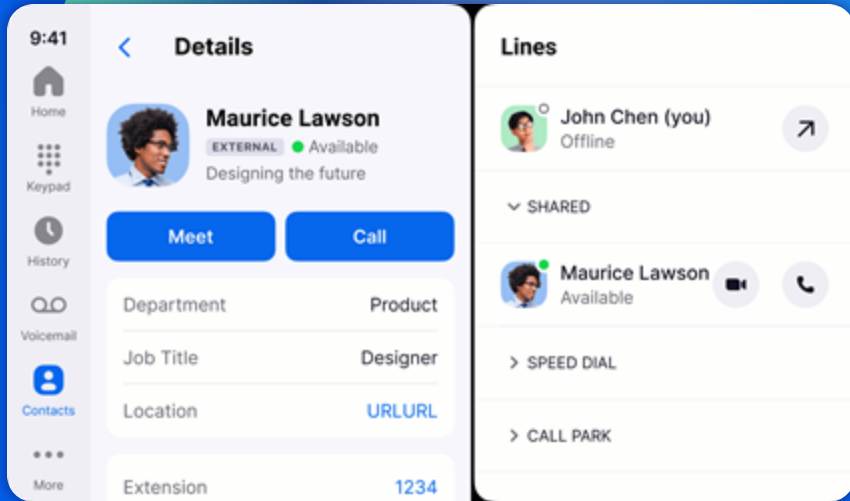 9:41
Home
Keypad
History
Voicemail
Contacts
More
Details
Maurice Lawson
EXTERNAL Available
Designing the future
Meet Call
Department Product
Job Title Designer
Location URLURL
Extension 1234
Lines
John Chen (you)
Offline
SHARED
Maurice Lawson
Available
SPEED DIAL
CALL PARK